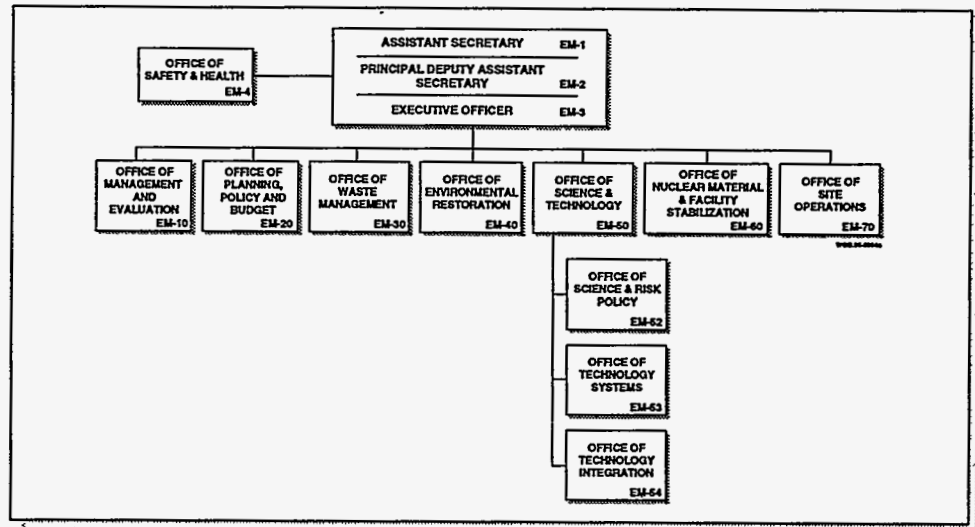 ASSISTANT SECRETARY EM-1
PRINCIPAL DEPUTY ASSISTANT
SECRETARY EM-2
EXECUTIVE OFFICER EM-3
OFFICE OF
SAFETY & HEALTH
EM-4
OFFICE OF
MANAGEMENT
AND
EVALUATION
EM-10
OFFICE OF
PLANNING,
POLICY AND
BUDGET
EM-20
OFFICE OF
WASTE
MANAGEMENT
EM-30
OFFICE OF
ENVIRONMENTAL
RESTORATION
EM-40
OFFICE OF
SCIENCE &
TECHNOLOGY
EM-50
OFFICE OF
NUCLEAR MATERIAL
& FACILITY
STABILIZATION
EM-60
OFFICE OF
SITE
OPERATIONS
EM-70
OFFICE OF
SCIENCE & RISK
POLICY
EM-52
OFFICE OF
TECHNOLOGY
SYSTEMS
EM-53
OFFICE OF
TECHNOLOGY
INTEGRATION
EM-54